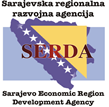 Sarajevska regionalna
razvojna agencija
SERDA
Sarajevo Economic Region
Development Agency